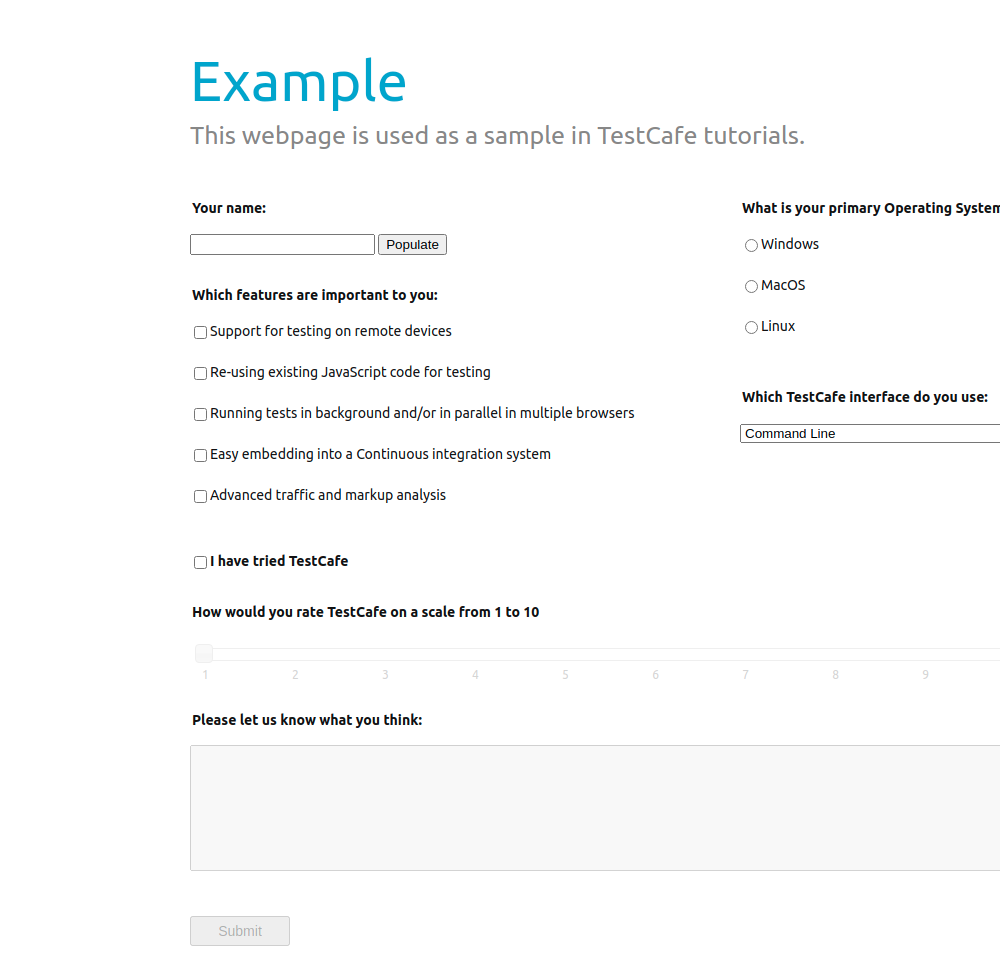 Example
This webpage is used as a sample in TestCafe tutorials.
Your name:
Populate
Which features are important to you:
Support for testing on remote devices
Re-using existing JavaScript code for testing
Running tests in background and/or in parallel in multiple browsers
Easy embedding into a Continuous integration system
Advanced traffic and markup analysis
What is your primary Operating System
Windows
MacOS
Linux
Which TestCafe interface do you use:
Command Line
I have tried TestCafe
How would you rate TestCafe on a scale from 1 to 10
1 2 3 4 5 6 7 8 9
Please let us know what you think:
Submit